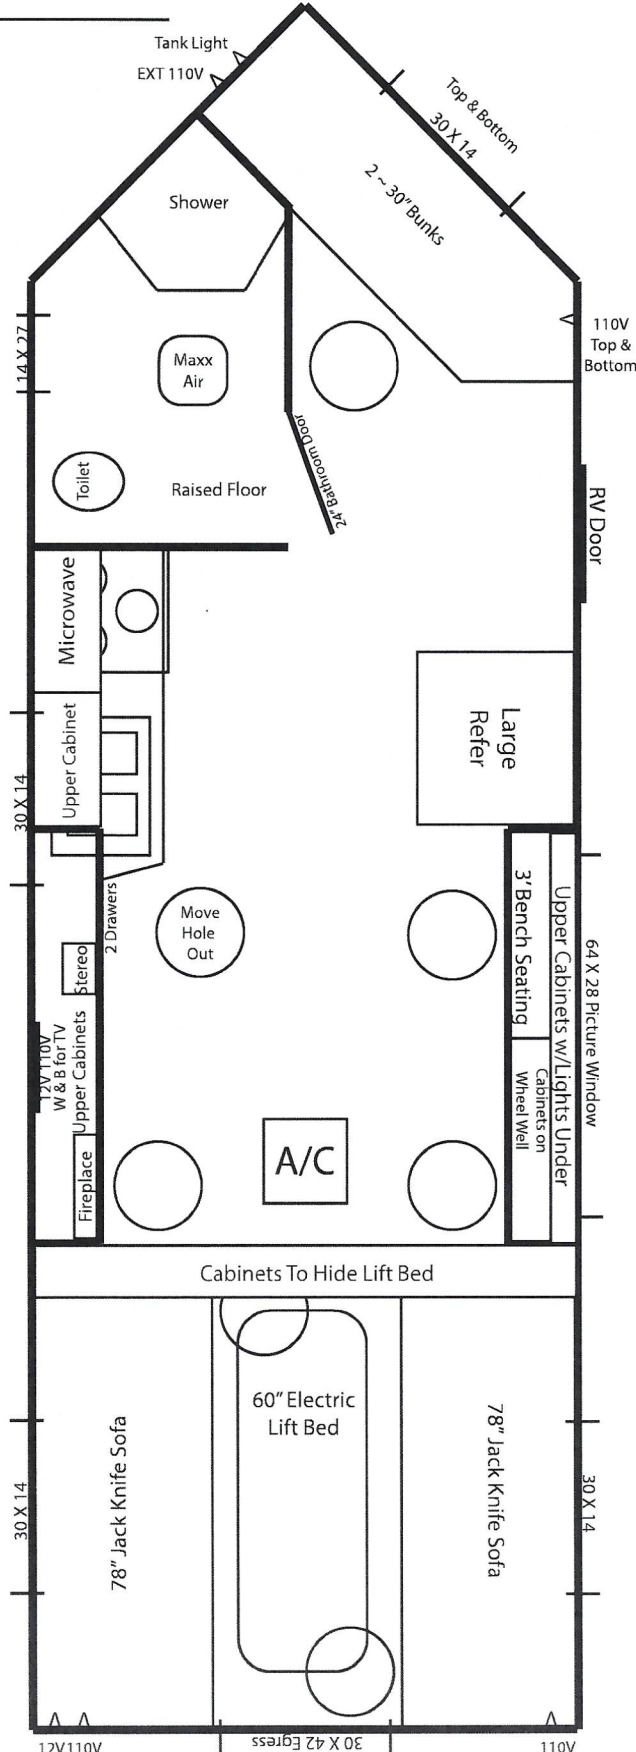 Tank Light
EXT 110V
Top & Bottom
30 X 14
2 ~ 30" Bunks
Shower
14 X 27
Maxx
Air
110V
Top &
Bottom
Toilet
Raised Floor
24" Bathroom Door
RV Door
Microwave
Upper Cabinet
30 X 14
Large
Refer
2 Drawers
Move
Hole
Out
Stereo
12V 110V
W & B for TV
Upper Cabinets
Fireplace
3' Bench Seating
Cabinets on
Wheel Well
Upper Cabinets w/Lights Under
64 X 28 Picture Window
A/C
Cabinets To Hide Lift Bed
60" Electric
Lift Bed
78" Jack Knife Sofa
78" Jack Knife Sofa
30 X 14
30 X 14
12V110V
30 X 42 Egress
110V